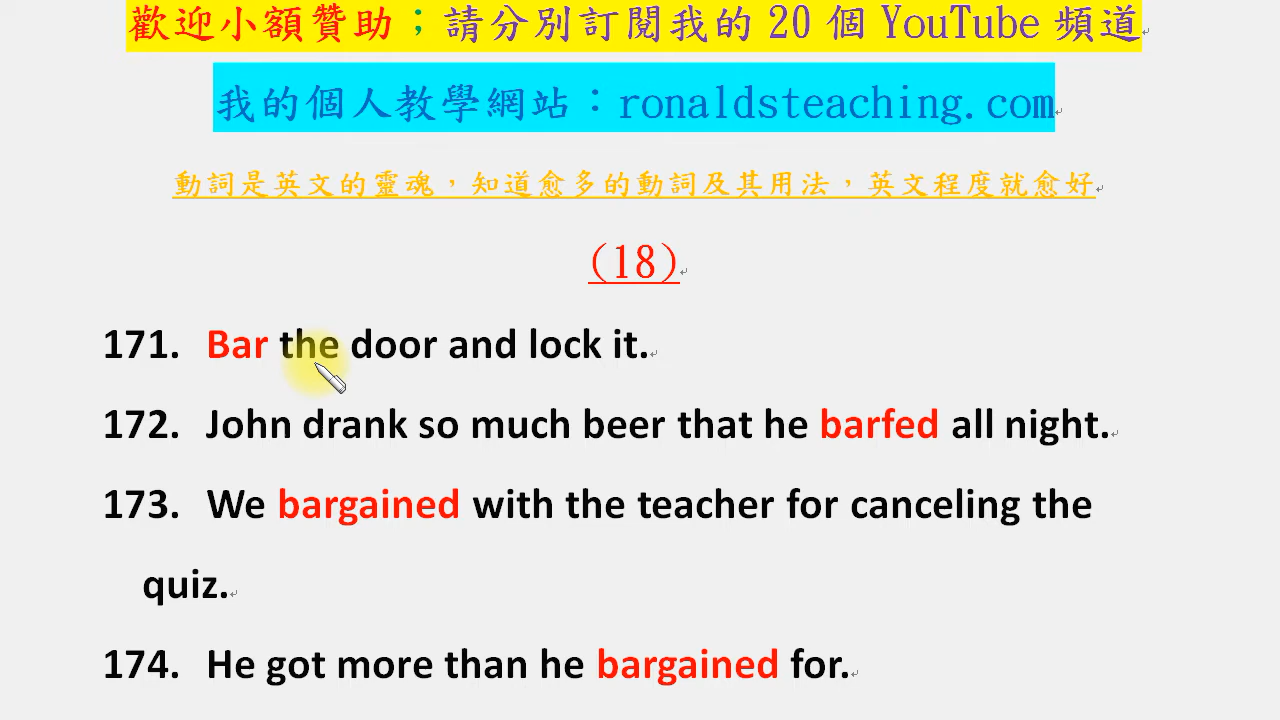 歡迎小額贊助；請分別訂閱我的 20 個 YouTube 頻道
我的個人教學網站：ronaldsteaching.com
動詞是英文的靈魂，知道愈多的動詞及其用法，英文程度就愈好
(18)
171. Bar the door and lock it.
172. John drank so much beer that he barfed all night.
173. We bargained with the teacher for canceling the
quiz.
174. He got more than he bargained for.